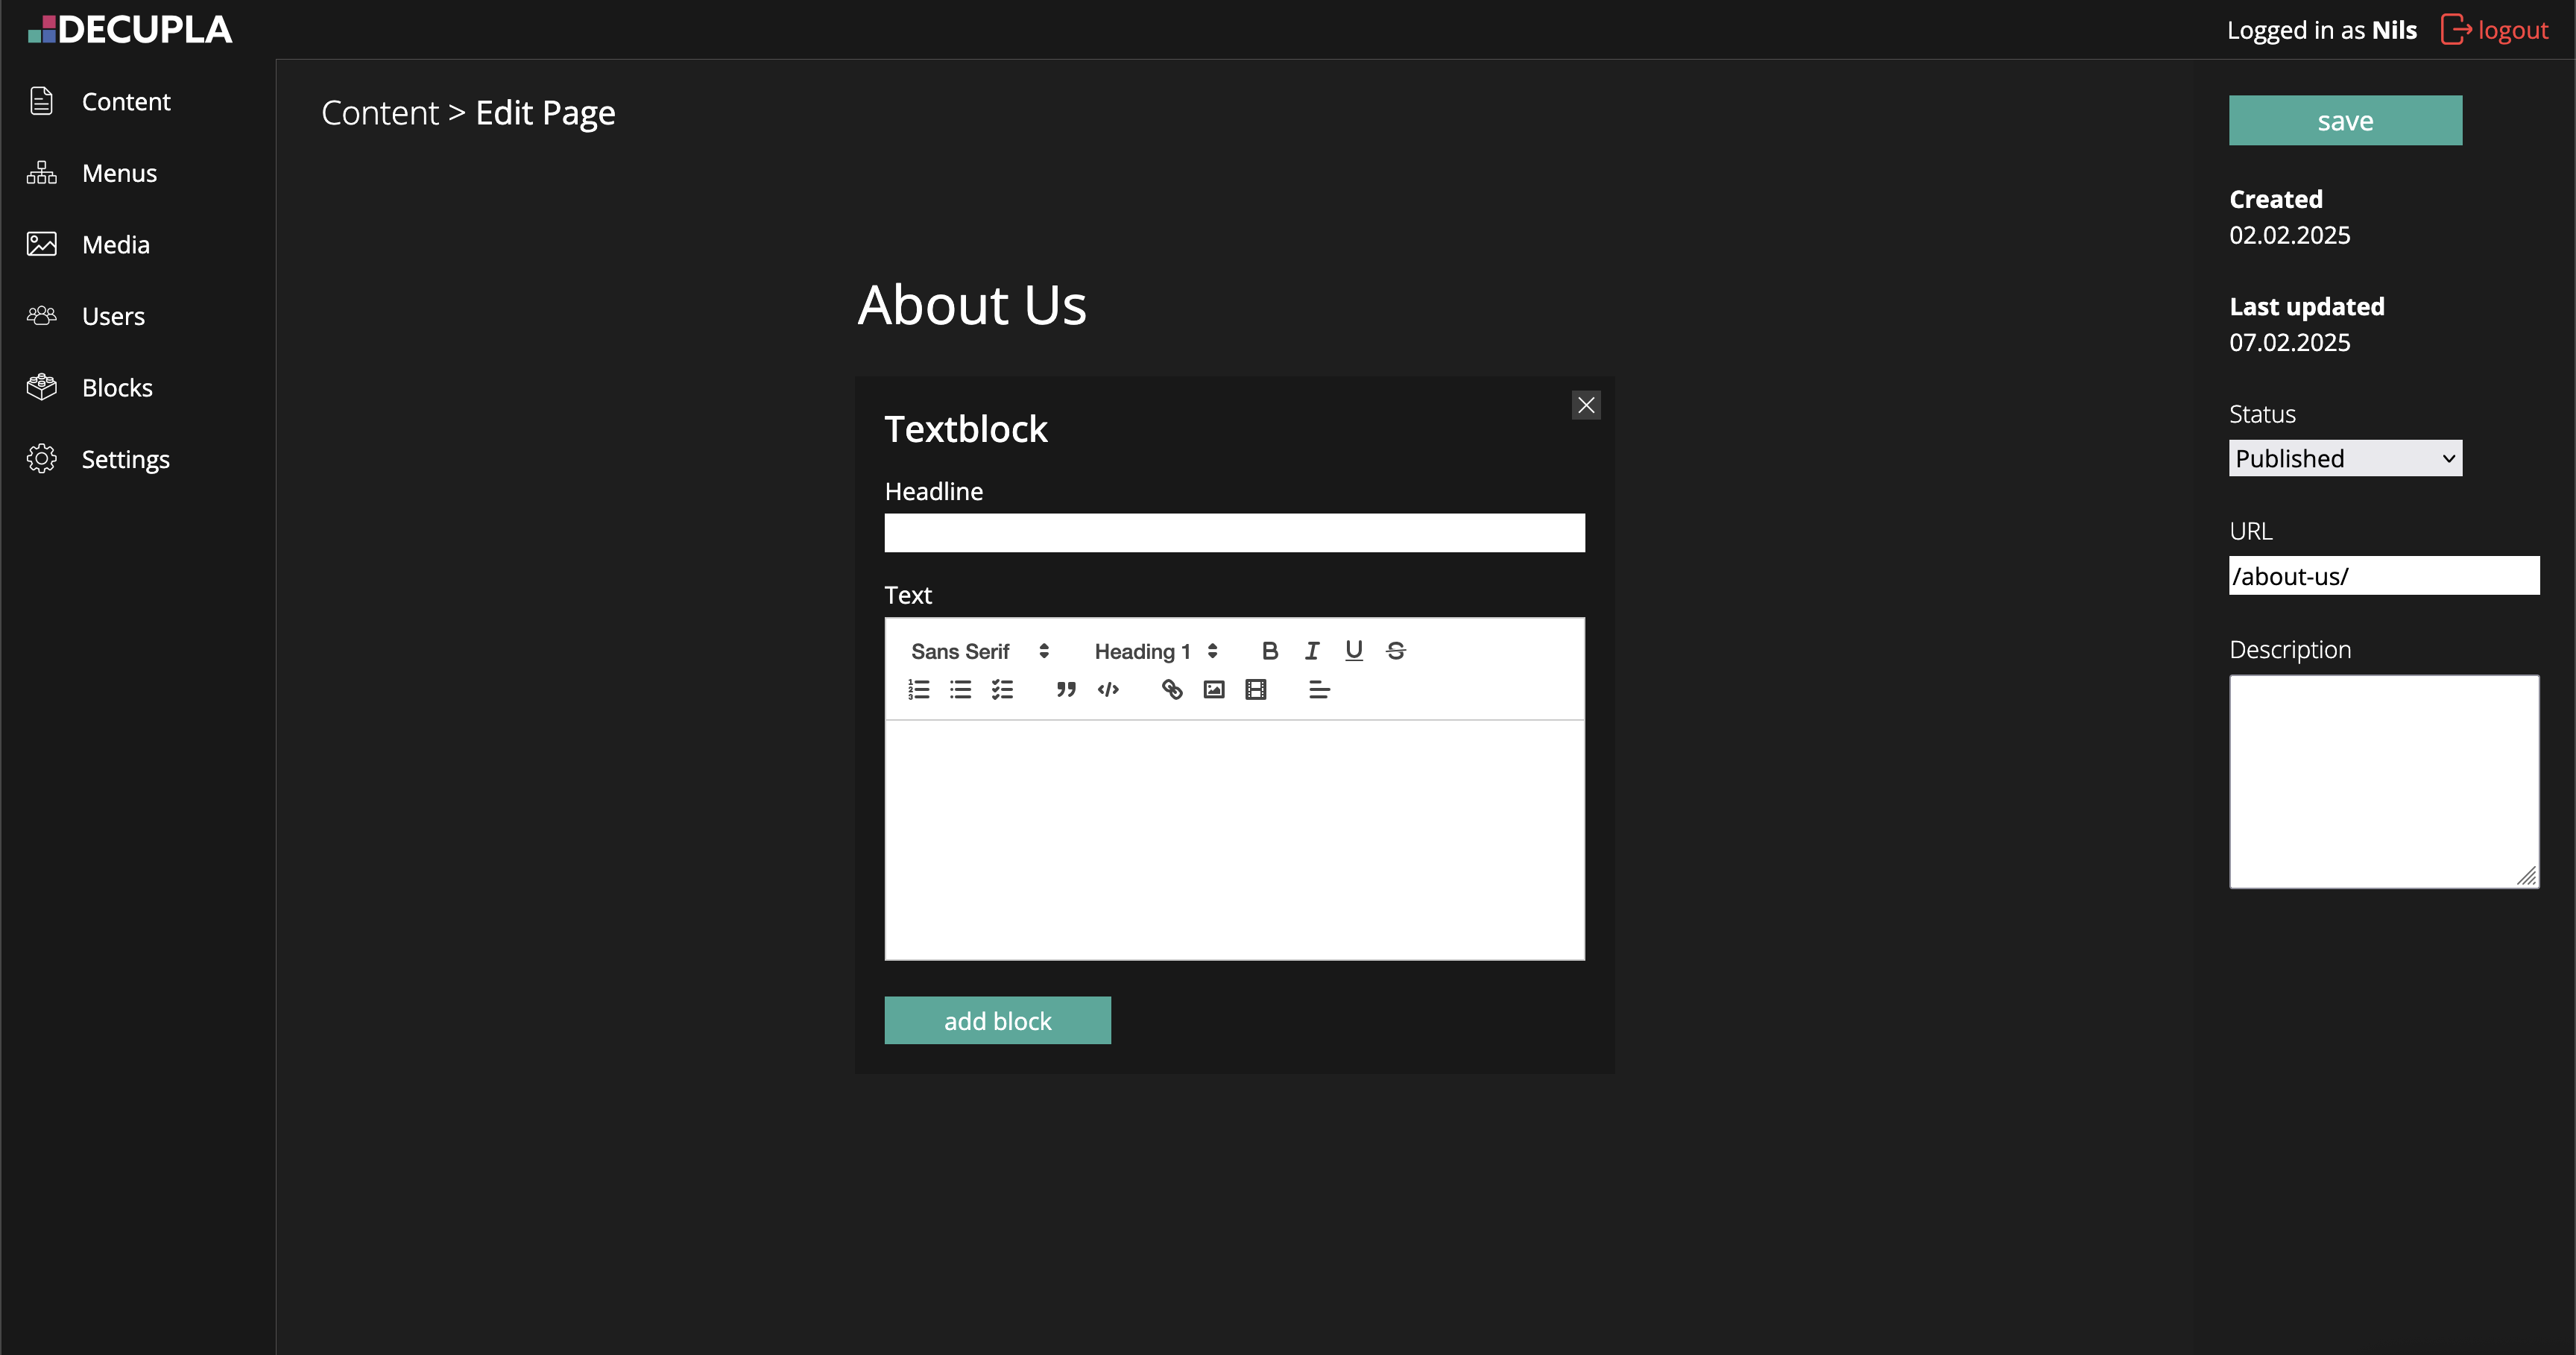 DECUPLA
Logged in as Nils logout
Content
Menus
Media
Users
Blocks
Settings
Content > Edit Page
About Us
Textblock
Headline
Text
Sans Serif Heading 1 B I U S
add block
save
Created
02.02.2025
Last updated
07.02.2025
Status
Published
URL
/about-us/
Description